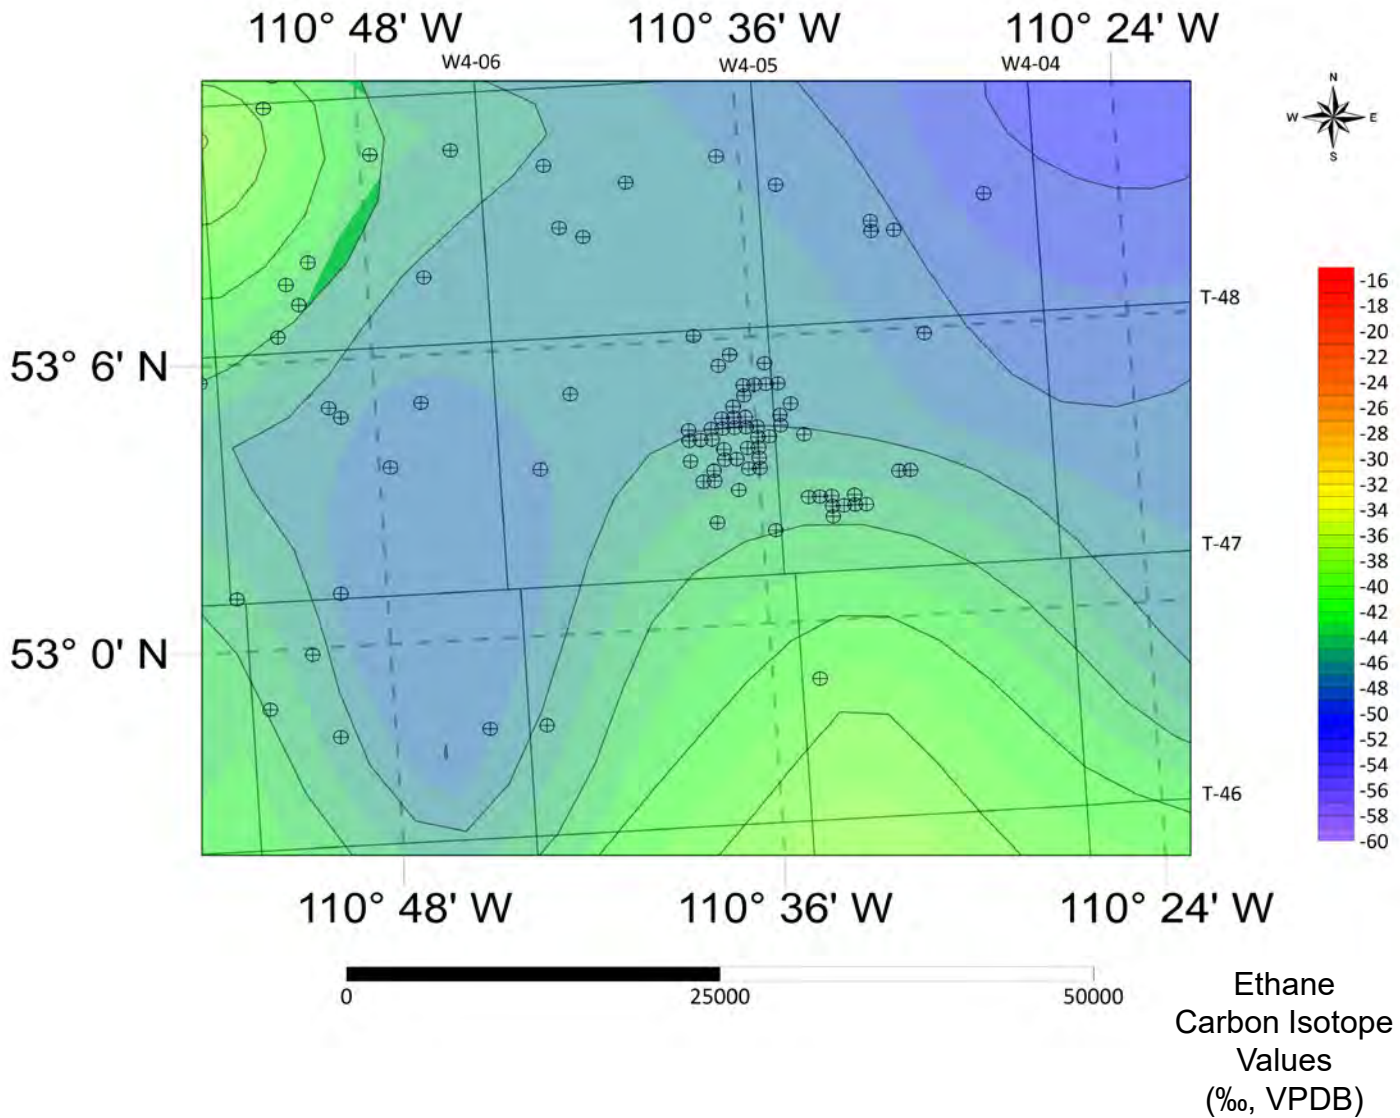 110° 48' W 110° 36' W 110° 24' W
W4-06 W4-05 W4-04
N
W E
S
T-48
53° 6' N
T-47
53° 0' N
T-46
-16
-18
-20
-22
-24
-26
-28
-30
-32
-34
-36
-38
-40
-42
-44
-46
-48
-50
-52
-54
-56
-58
-60
110° 48' W 110° 36' W 110° 24' W
0 25000 50000
Ethane
Carbon Isotope
Values
(‰, VPDB)